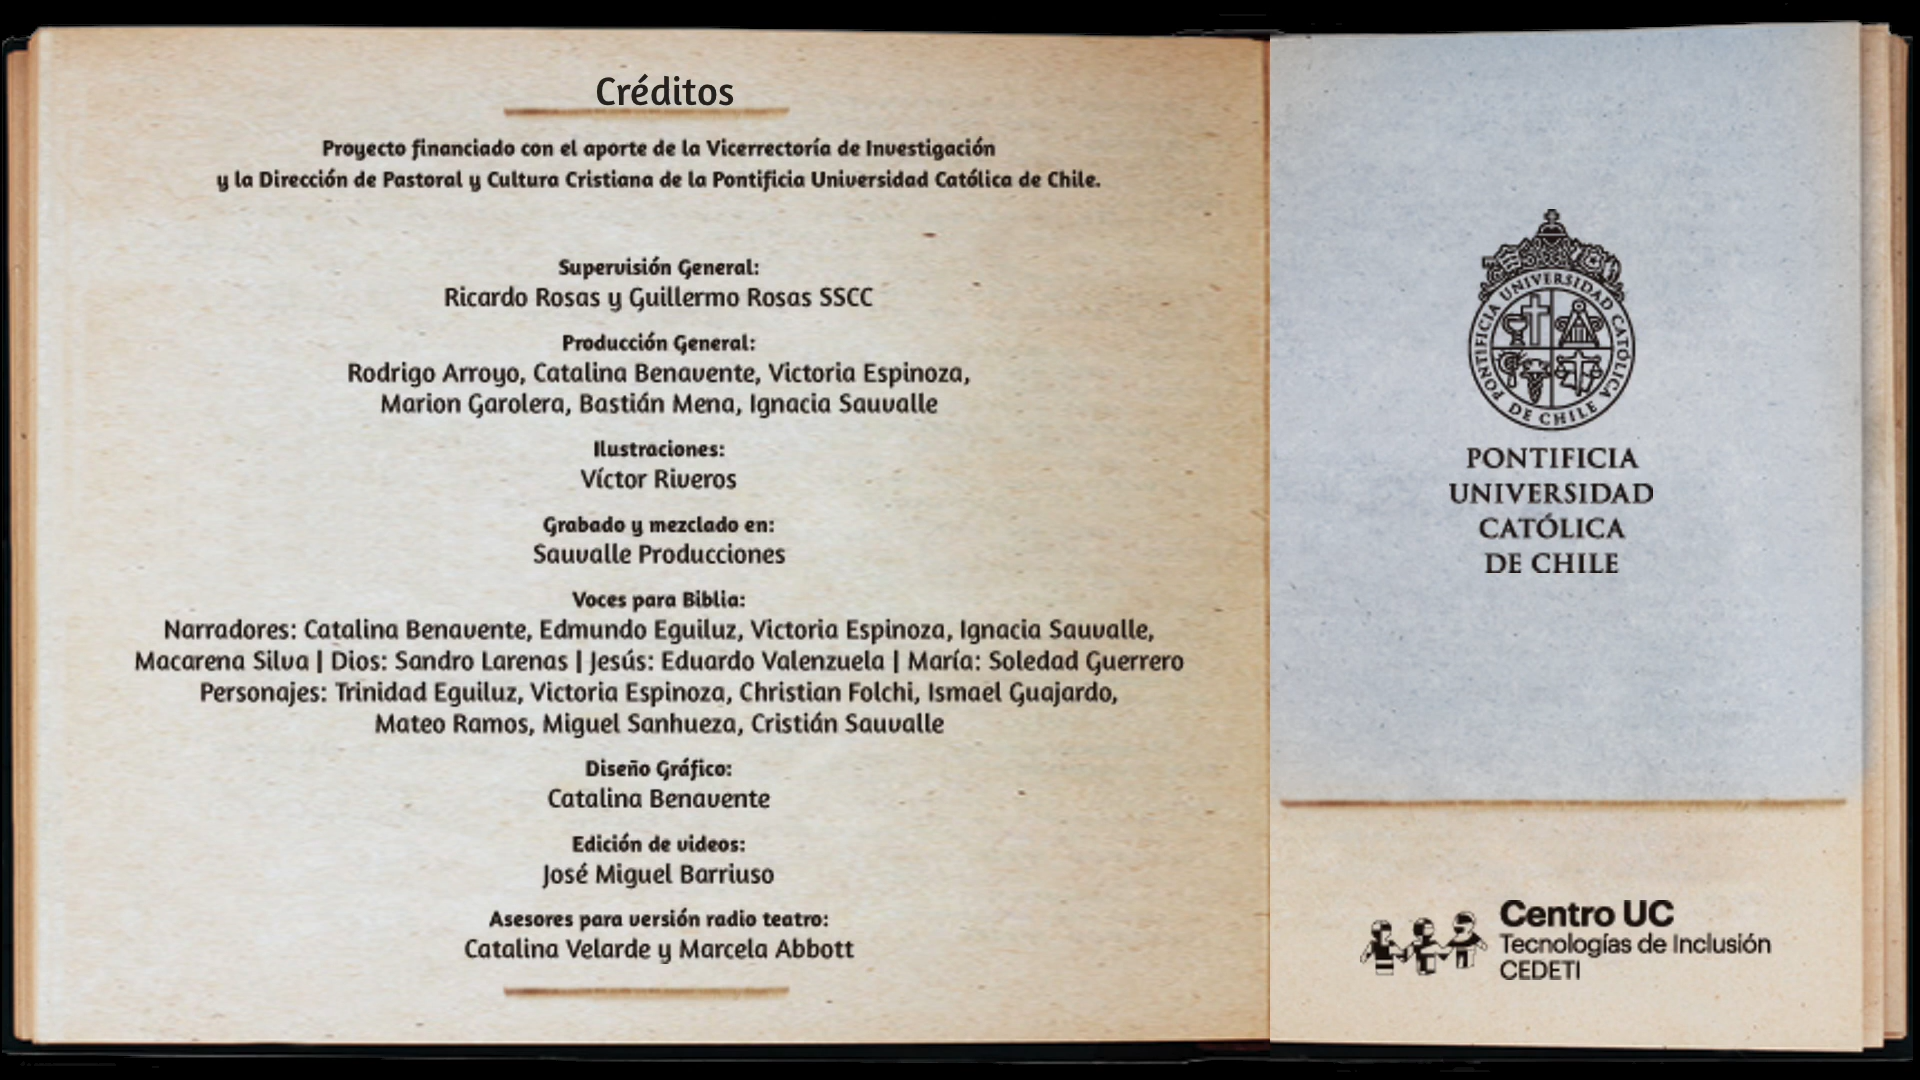 Créditos
Proyecto financiado con el aporte de la Vicerrectoría de Investigación
y la Dirección de Pastoral y Cultura Cristiana de la Pontificia Universidad Católica de Chile.
Supervisión General:
Ricardo Rosas y Guillermo Rosas SSCC
Producción General:
Rodrigo Arroyo, Catalina Benavente, Victoria Espinoza,
Marion Garolera, Bastián Mena, Ignacia Sauvalle
Ilustraciones:
Víctor Riveros
Grabado y mezclado en:
Sauvalle Producciones
Voces para Biblia:
Narradores: Catalina Benavente, Edmundo Eguiluz, Victoria Espinoza, Ignacia Sauvalle,
Macarena Silva | Dios: Sandro Larenas | Jesús: Eduardo Valenzuela | María: Soledad Guerrero
Personajes: Trinidad Eguiluz, Victoria Espinoza, Christian Folchi, Ismael Guajardo,
Mateo Ramos, Miguel Sanhueza, Cristián Sauvalle
Diseño Gráfico:
Catalina Benavente
Edición de videos:
José Miguel Barriuso
Asesores para versión radio teatro:
Catalina Velarde y Marcela Abbott
PONTIFICIA UNIVERSIDAD CATÓLICA DE CHILE
PONTIFICIA
UNIVERSIDAD
CATÓLICA
DE CHILE
Centro UC
Tecnologías de Inclusión
CEDETI